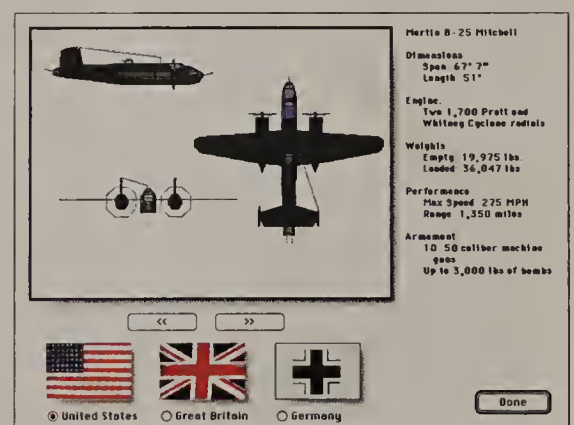 Martin B-25 Mitchell
Dimensions
Span 67' 7"
Length 51'
Engine.
Two 1,700 Pratt and
Whitney Cyclone radials
Weights
Empty 19,975 lbs.
Loaded 36,047 lbs
Performance
Max Speed 275 MPH
Range 1,350 miles
Armament
10 50 caliber machine
guns
Up to 3,000 lbs of bombs
<<
>>
United States
Great Britain
Germany
Done